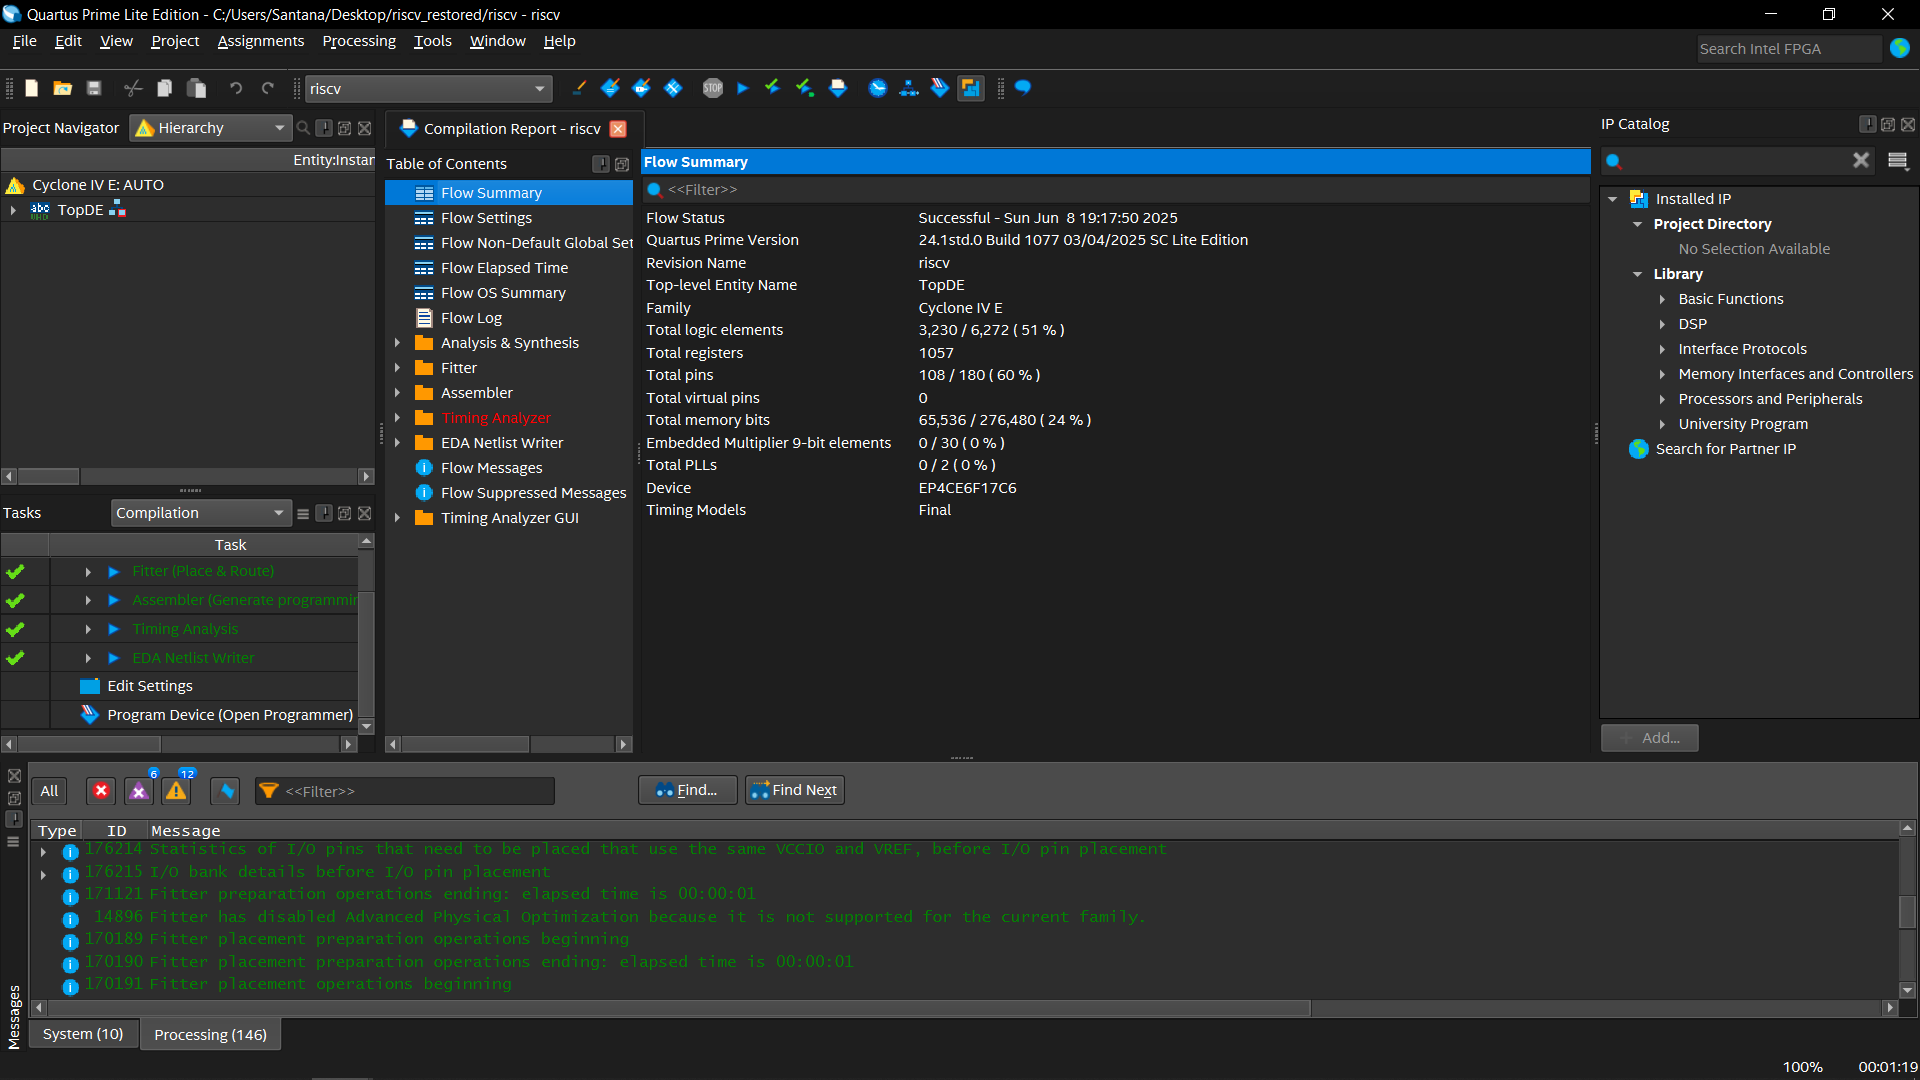 Quartus Prime Lite Edition - C:/Users/Santana/Desktop/riscv_restored/riscv - riscv
File Edit View Project Assignments Processing Tools Window Help
Search Intel FPGA
riscv
STOP
Project Navigator Hierarchy
Entity:Instar
Cyclone IV E: AUTO
abc TopDE
Compilation Report - riscv
Table of Contents
Flow Summary
Flow Settings
Flow Non-Default Global Set
Flow Elapsed Time
Flow OS Summary
Flow Log
Analysis & Synthesis
Fitter
Assembler
Timing Analyzer
EDA Netlist Writer
Flow Messages
Flow Suppressed Messages
Timing Analyzer GUI
Flow Summary
<<Filter>>
Flow Status Successful - Sun Jun 8 19:17:50 2025
Quartus Prime Version 24.1std.0 Build 1077 03/04/2025 SC Lite Edition
Revision Name riscv
Top-level Entity Name TopDE
Family Cyclone IV E
Total logic elements 3,230 / 6,272 ( 51 % )
Total registers 1057
Total pins 108 / 180 ( 60 % )
Total virtual pins 0
Total memory bits 65,536 / 276,480 ( 24 % )
Embedded Multiplier 9-bit elements 0 / 30 ( 0 % )
Total PLLs 0 / 2 ( 0 % )
Device EP4CE6F17C6
Timing Models Final
IP Catalog
Installed IP
Project Directory
No Selection Available
Library
Basic Functions
DSP
Interface Protocols
Memory Interfaces and Controllers
Processors and Peripherals
University Program
Search for Partner IP
+ Add...
Tasks Compilation
Task
Fitter (Place & Route)
Assembler (Generate programmin
Timing Analysis
EDA Netlist Writer
Edit Settings
Program Device (Open Programmer)
All 6 12 <<Filter>> Find... Find Next
Type ID Message
176214 Statistics of I/O pins that need to be placed that use the same VCCIO and VREF, before I/O pin placement
176215 I/O bank details before I/O pin placement
171121 Fitter preparation operations ending: elapsed time is 00:00:01
14896 Fitter has disabled Advanced Physical Optimization because it is not supported for the current family.
170189 Fitter placement preparation operations beginning
170190 Fitter placement preparation operations ending: elapsed time is 00:00:01
170191 Fitter placement operations beginning
Messages
System (10) Processing (146)
100% 00:01:19